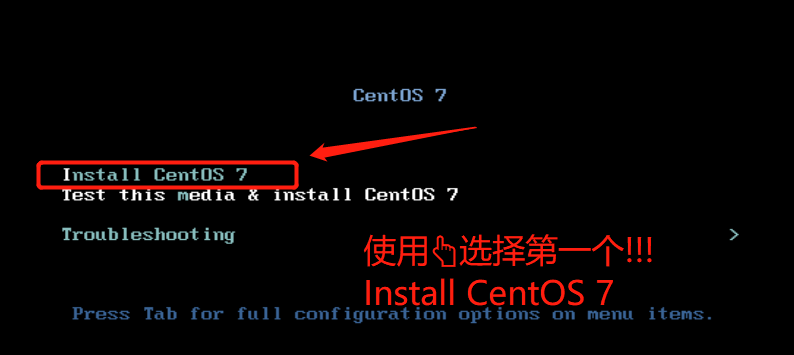 CentOS 7
Install CentOS 7
Test this media & install CentOS 7
Troubleshooting >
使用👆选择第一个!!!
Install CentOS 7
Press Tab for full configuration options on menu items.